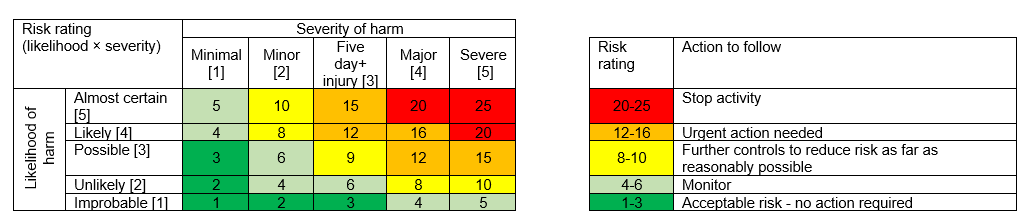 Risk rating
(likelihood × severity)
Severity of harm
Minimal
[1]
Minor
[2]
Five
day+
injury [3]
Major
[4]
Severe
[5]
Likelihood of
harm
Almost certain
[5]
5 10 15 20 25
Likely [4] 4 8 12 16 20
Possible [3] 3 6 9 12 15
Unlikely [2] 2 4 6 8 10
Improbable [1] 1 2 3 4 5
Risk
rating
Action to follow
20-25 Stop activity
12-16 Urgent action needed
8-10 Further controls to reduce risk as far as
reasonably possible
4-6 Monitor
1-3 Acceptable risk - no action required